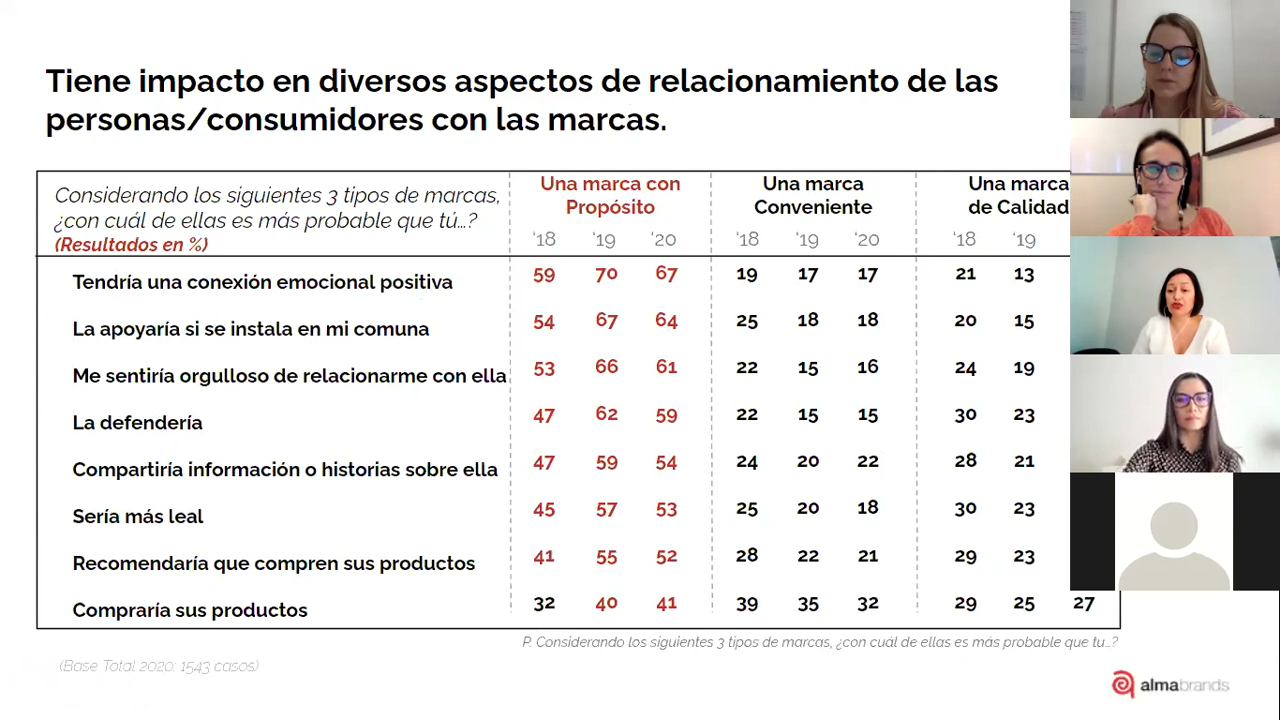 Tiene impacto en diversos aspectos de relacionamiento de las
personas/consumidores con las marcas.
Considerando los siguientes 3 tipos de marcas,
¿con cuál de ellas es más probable que tú...?
(Resultados en %)
Una marca con
Propósito
Una marca
Conveniente
Una marca
de Calidad
'18 '19 '20 '18 '19 '20 '18 '19
Tendría una conexión emocional positiva 59 70 67 19 17 17 21 13
La apoyaría si se instala en mi comuna 54 67 64 25 18 18 20 15
Me sentiría orgulloso de relacionarme con ella 53 66 61 22 15 16 24 19
La defendería 47 62 59 22 15 15 30 23
Compartiría información o historias sobre ella 47 59 54 24 20 22 28 21
Sería más leal 45 57 53 25 20 18 30 23
Recomendaría que compren sus productos 41 55 52 28 22 21 29 23
Compraría sus productos 32 40 41 39 35 32 29 25 27
P. Considerando los siguientes 3 tipos de marcas, ¿con cuál de ellas es más probable que tu...?
(Base Total 2020: 1543 casos)
almabrands